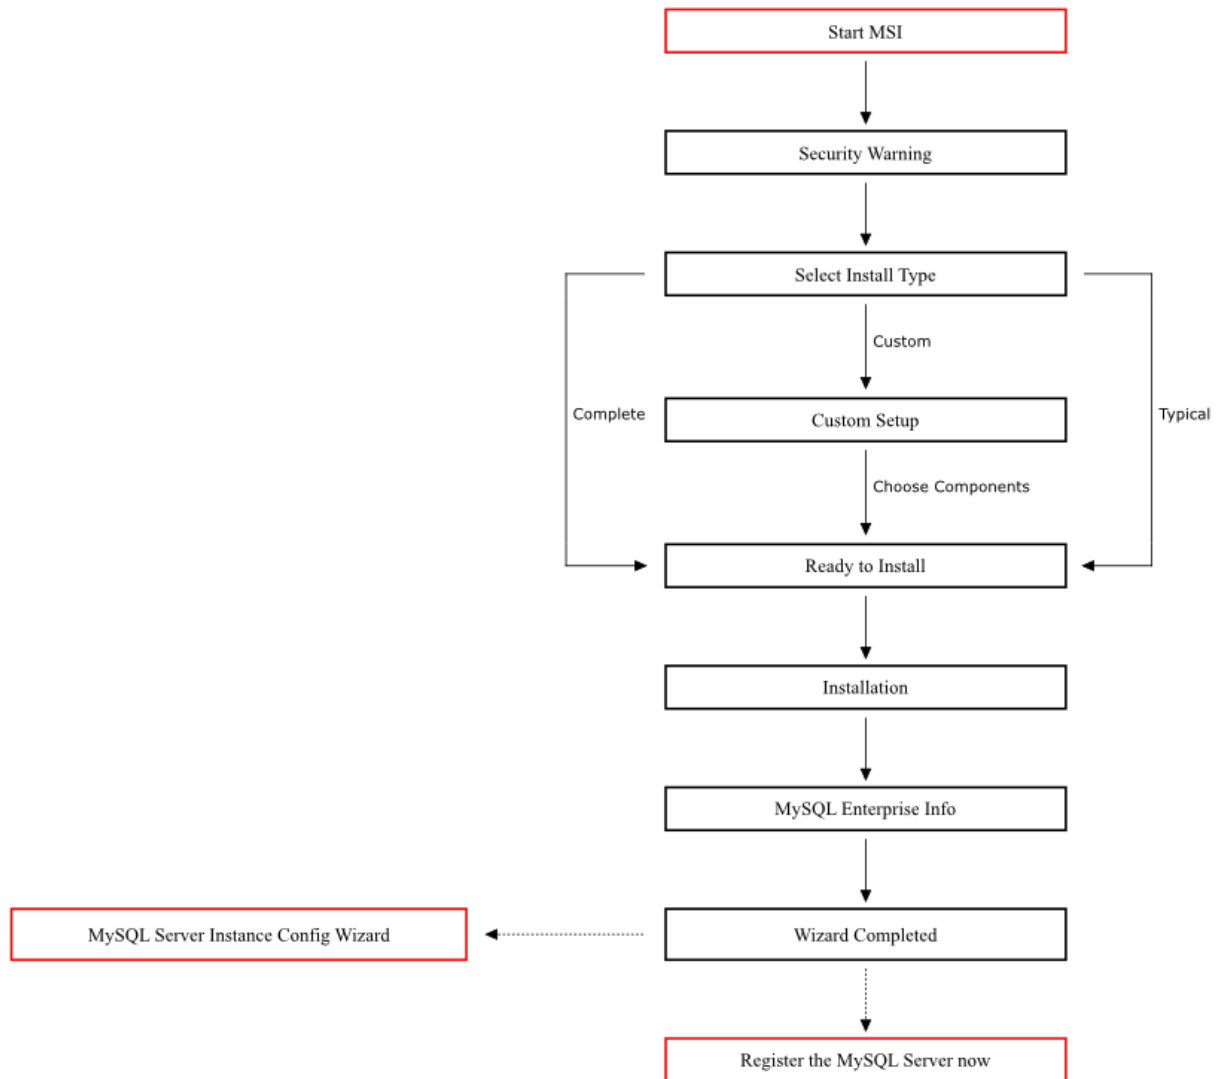 Start MSI
Security Warning
Select Install Type
Custom
Complete
Typical
Custom Setup
Choose Components
Ready to Install
Installation
MySQL Enterprise Info
MySQL Server Instance Config Wizard
Wizard Completed
Register the MySQL Server now